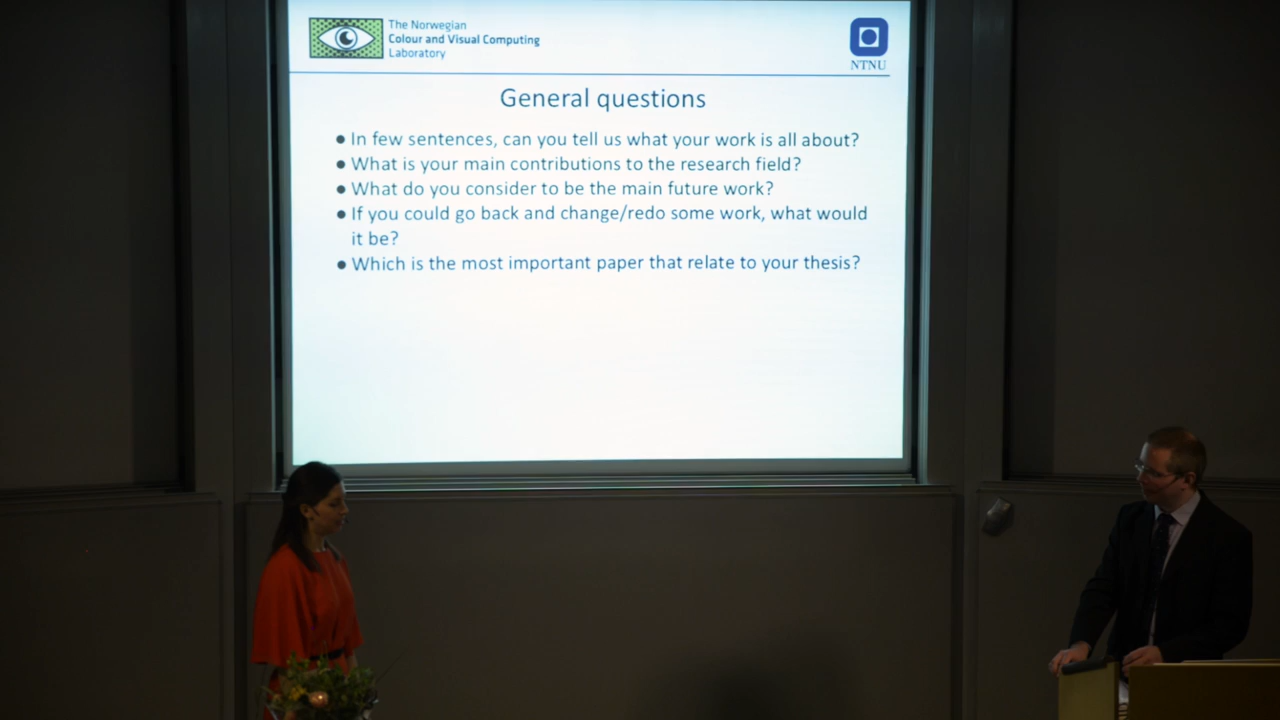 The Norwegian
Colour and Visual Computing
Laboratory
NTNU
General questions
● In few sentences, can you tell us what your work is all about?
● What is your main contributions to the research field?
● What do you consider to be the main future work?
● If you could go back and change/redo some work, what would
it be?
● Which is the most important paper that relate to your thesis?